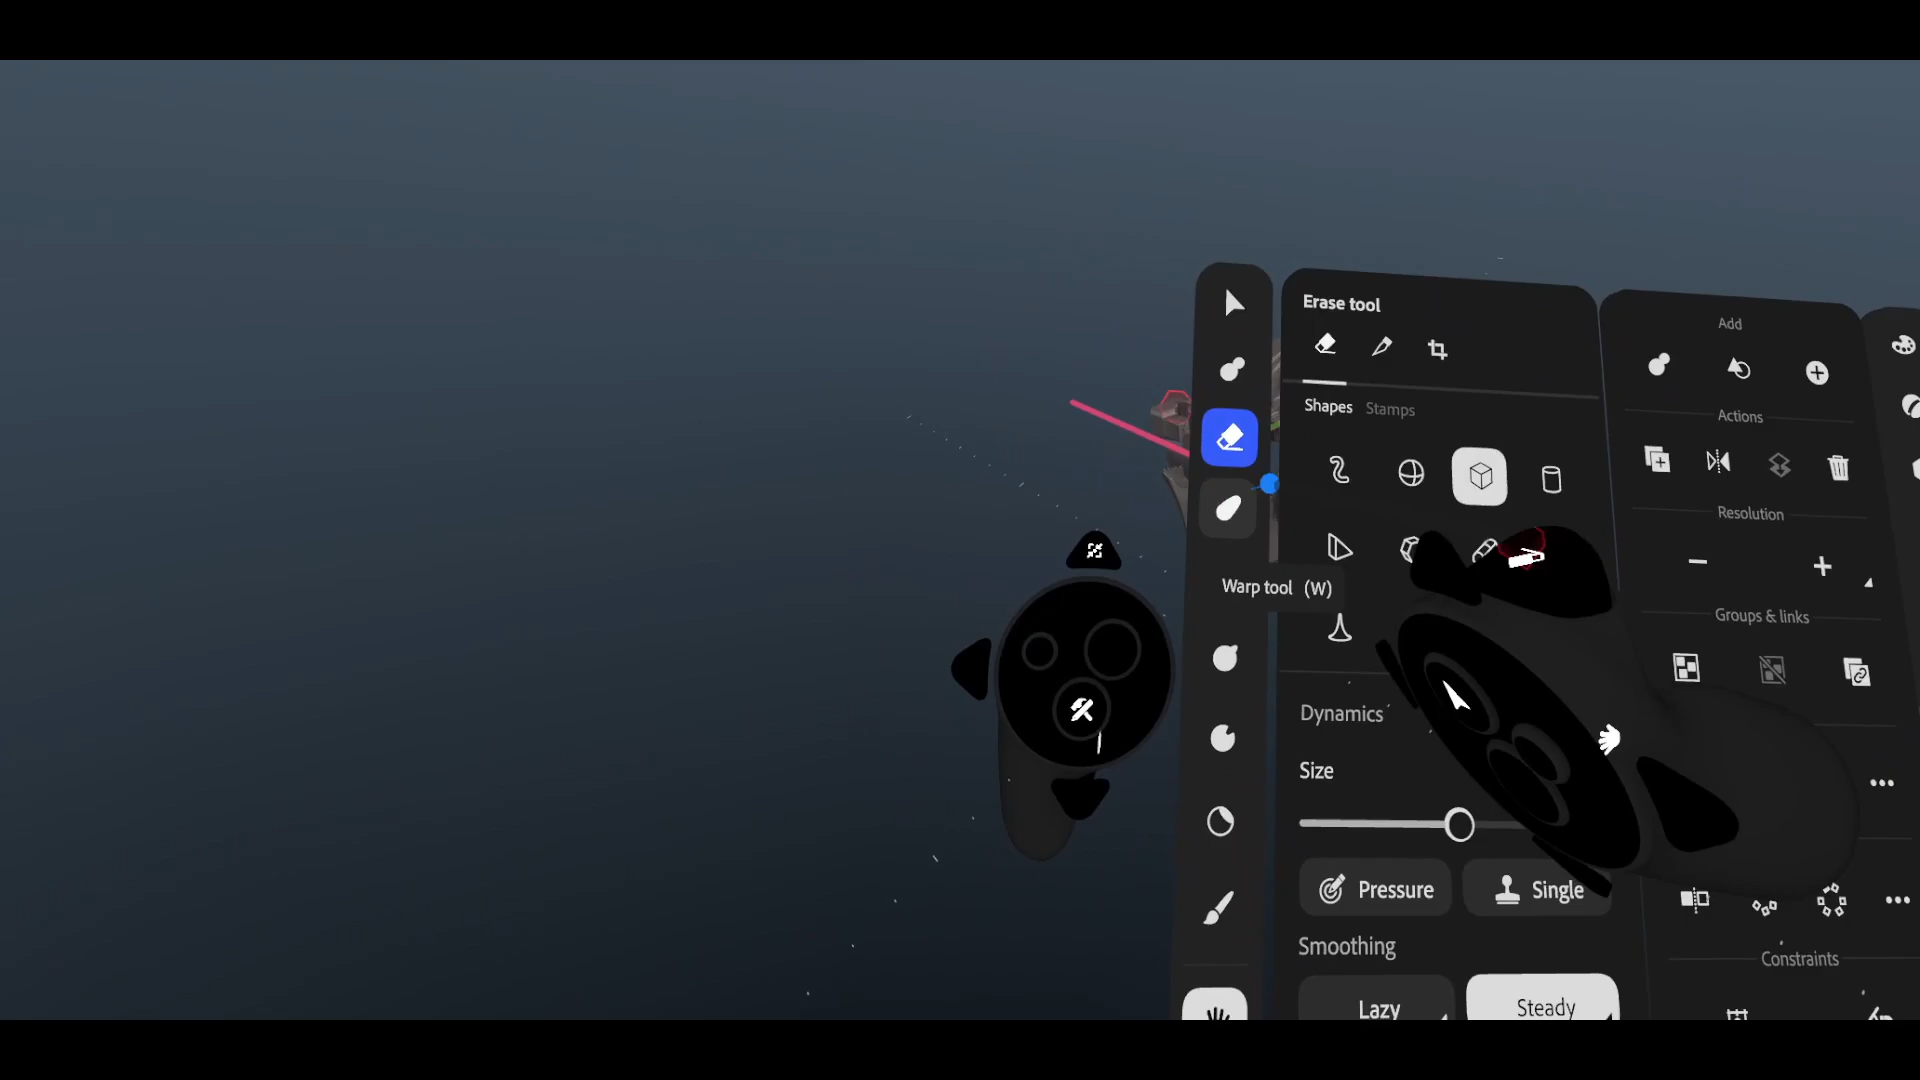 Erase tool
Shapes Stamps
Warp tool (W)
Dynamics
Size
Pressure Single
Smoothing
Lazy Steady
Add
Actions
Resolution
Groups & links
Constraints